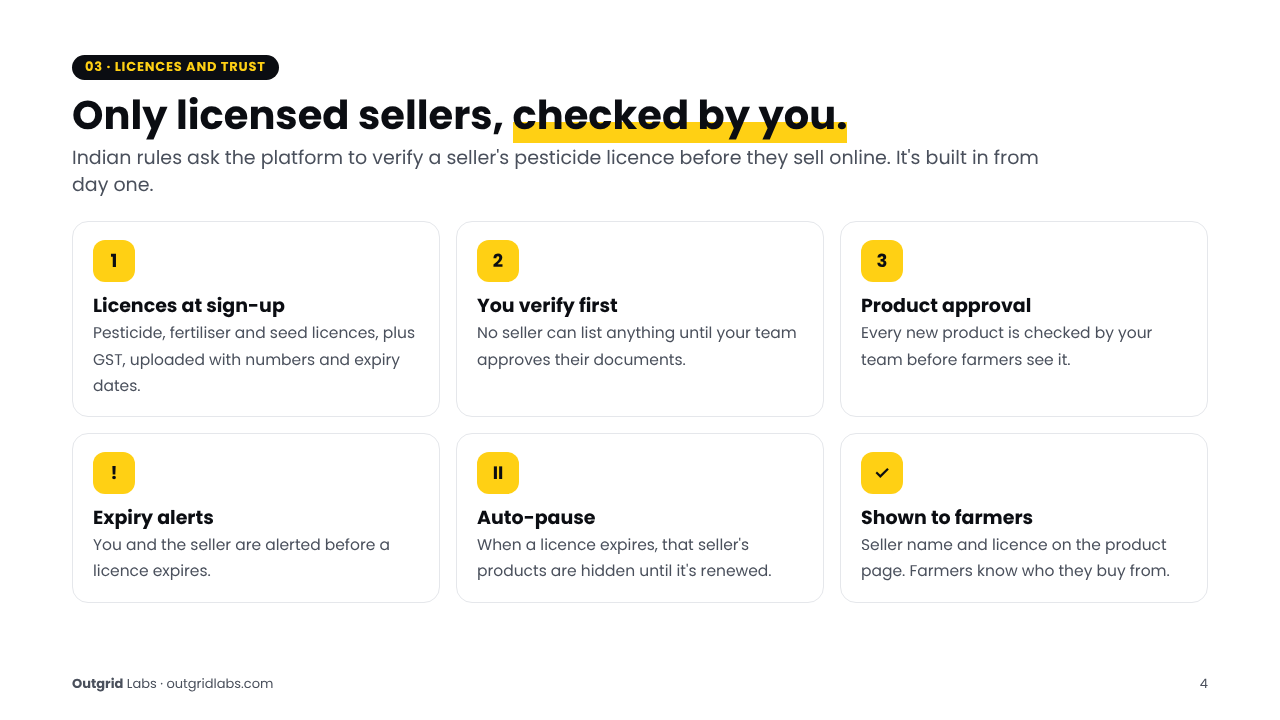 03 · LICENCES AND TRUST
Only licensed sellers, checked by you.
Indian rules ask the platform to verify a seller's pesticide licence before they sell online. It's built in from
day one.
1
Licences at sign-up
Pesticide, fertiliser and seed licences, plus
GST, uploaded with numbers and expiry
dates.
2
You verify first
No seller can list anything until your team
approves their documents.
3
Product approval
Every new product is checked by your
team before farmers see it.
!
Expiry alerts
You and the seller are alerted before a
licence expires.
Auto-pause
When a licence expires, that seller's
products are hidden until it's renewed.
✓
Shown to farmers
Seller name and licence on the product
page. Farmers know who they buy from.
Outgrid Labs · outgridlabs.com
4